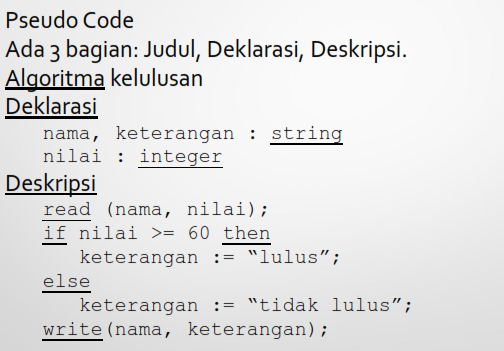 Pseudo Code
Ada 3 bagian: Judul, Deklarasi, Deskripsi.
Algoritma kelulusan
Deklarasi
nama, keterangan : string
nilai : integer
Deskripsi
read (nama, nilai);
if nilai >= 60 then
keterangan := “lulus”;
else
keterangan := “tidak lulus”;
write(nama, keterangan);